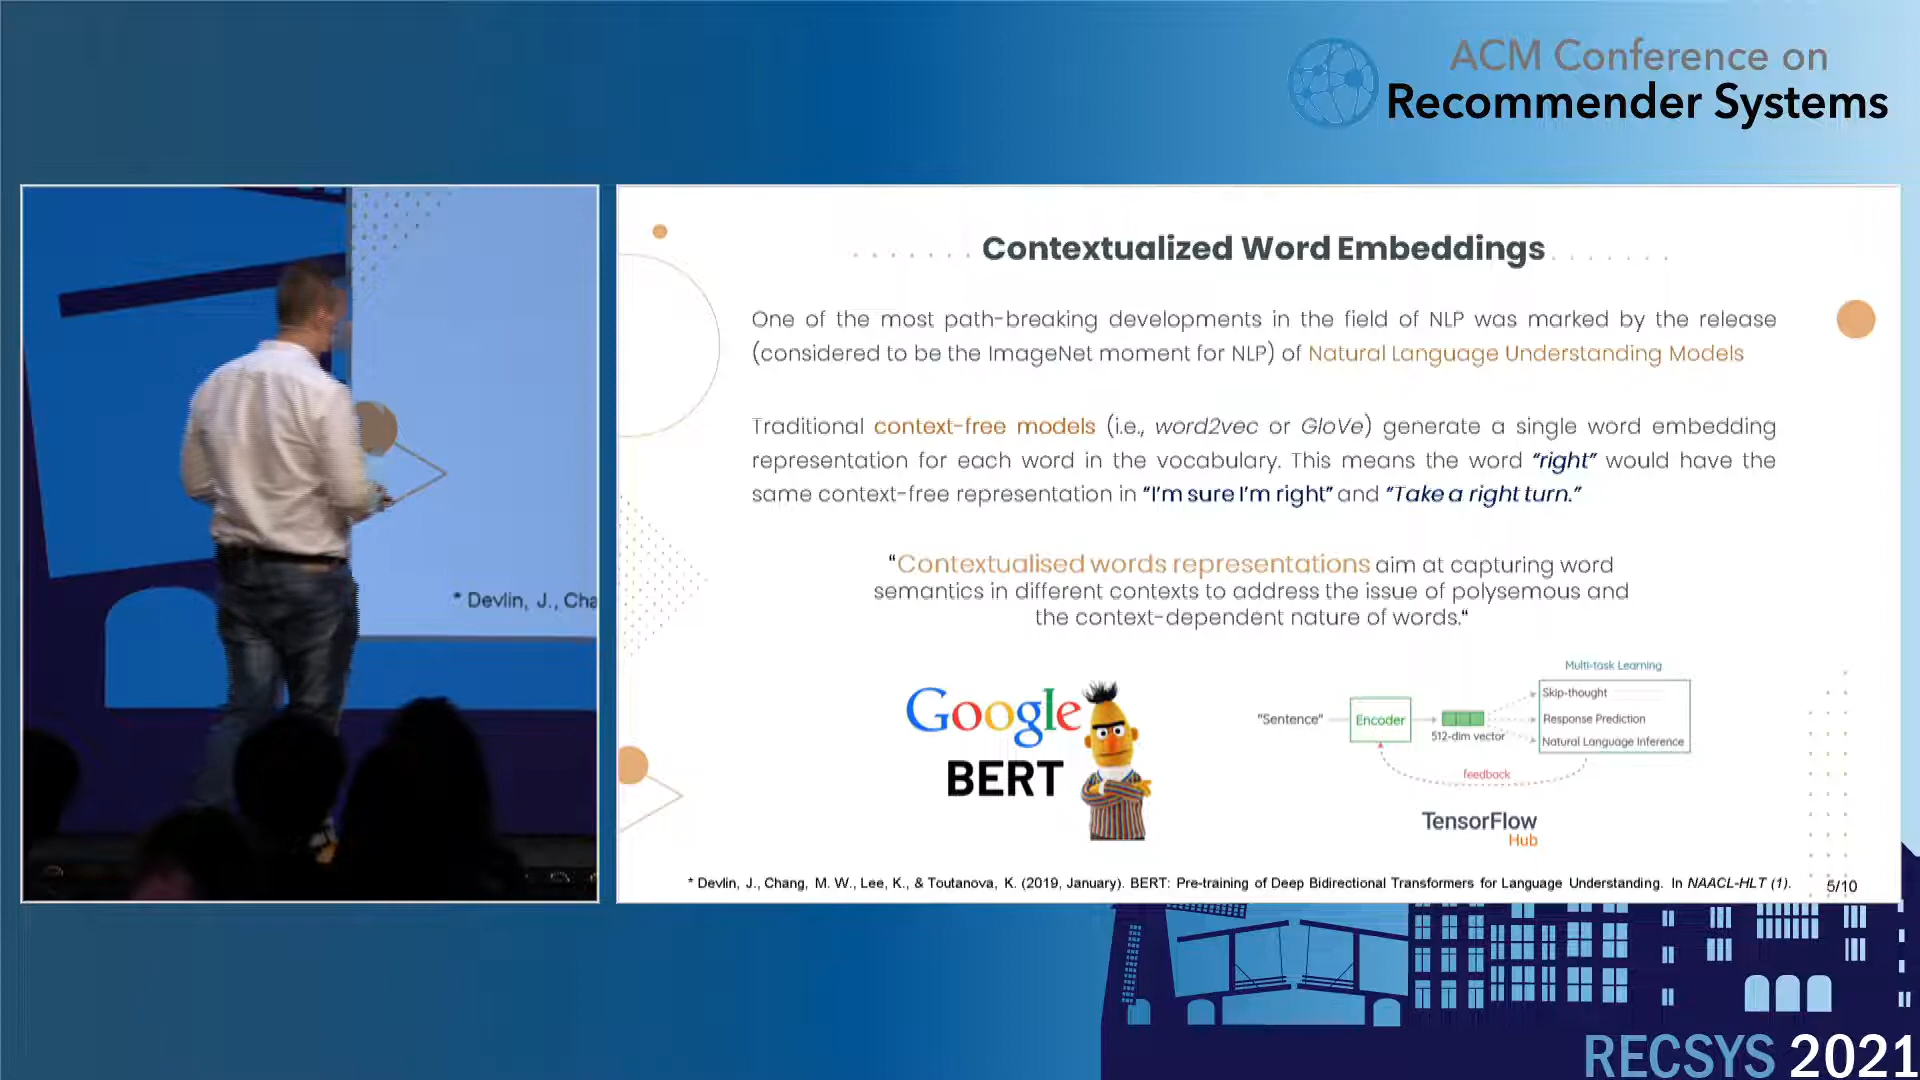 ACM Conference on
Recommender Systems
* Devlin, J., Cha
Contextualized Word Embeddings
One of the most path-breaking developments in the field of NLP was marked by the release
(considered to be the ImageNet moment for NLP) of Natural Language Understanding Models
Traditional context-free models (i.e., word2vec or GloVe) generate a single word embedding
representation for each word in the vocabulary. This means the word “right” would have the
same context-free representation in “I’m sure I’m right” and “Take a right turn.”
“Contextualised words representations aim at capturing word
semantics in different contexts to address the issue of polysemous and
the context-dependent nature of words.“
Google
BERT
Multi-task Learning
"Sentence"
Encoder
512-dim vector
Skip-thought
Response Prediction
Natural Language Inference
feedback
TensorFlow
Hub
* Devlin, J., Chang, M. W., Lee, K., & Toutanova, K. (2019, January). BERT: Pre-training of Deep Bidirectional Transformers for Language Understanding. In NAACL-HLT (1).
5/10
RECSYS 2021